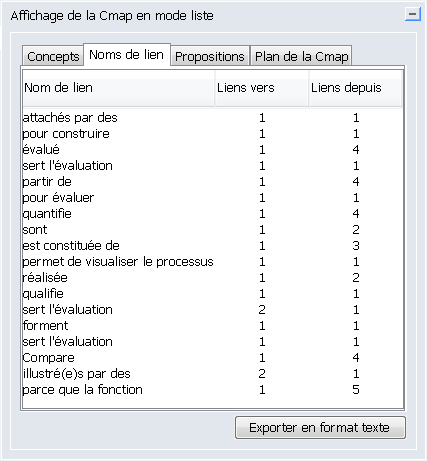 Affichage de la Cmap en mode liste
Concepts Noms de lien Propositions Plan de la Cmap
Nom de lien Liens vers Liens depuis
attachés par des 1 1
pour construire 1 1
évalué 1 4
sert l'évaluation 1 1
partir de 1 4
pour évaluer 1 1
quantifie 1 4
sont 1 2
est constituée de 1 3
permet de visualiser le processus 1 1
réalisée 1 2
qualifie 1 1
sert l'évaluation 2 1
forment 1 1
sert l'évaluation 1 1
Compare 1 4
illustré(e)s par des 2 1
parce que la fonction 1 5
Exporter en format texte